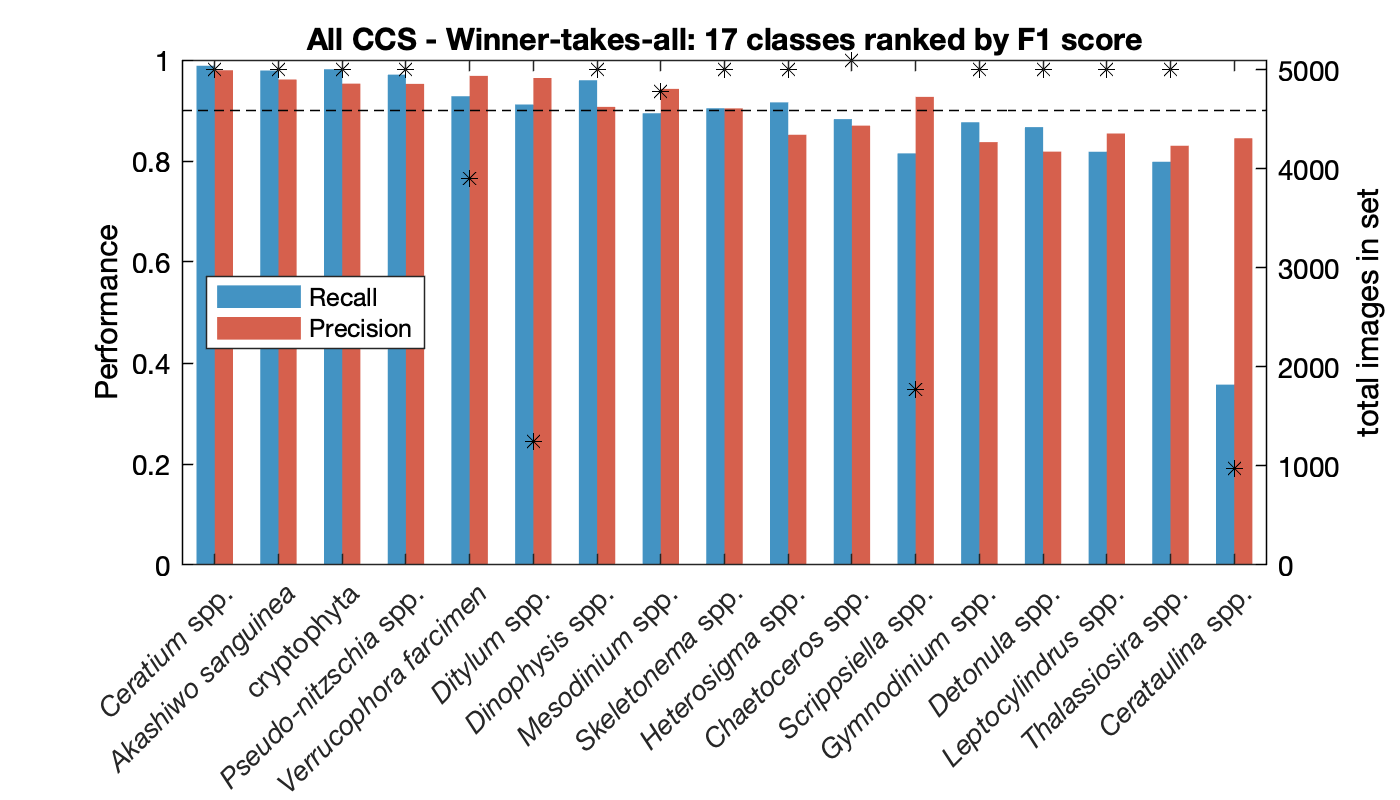 All CCS - Winner-takes-all: 17 classes ranked by F1 score
1
0.8
0.6
0.4
0.2
0
Performance
Recall
Precision
5000
4000
3000
2000
1000
0
total images in set
Ceratium spp.
Akashiwo sanguinea
cryptophyta
Pseudo-nitzschia spp.
Verrucophora farcimen
Ditylum spp.
Dinophysis spp.
Mesodinium spp.
Skeletonema spp.
Heterosigma spp.
Chaetoceros spp.
Scrippsiella spp.
Gymnodinium spp.
Detonula spp.
Leptocylindrus spp.
Thalassiosira spp.
Cerataulina spp.